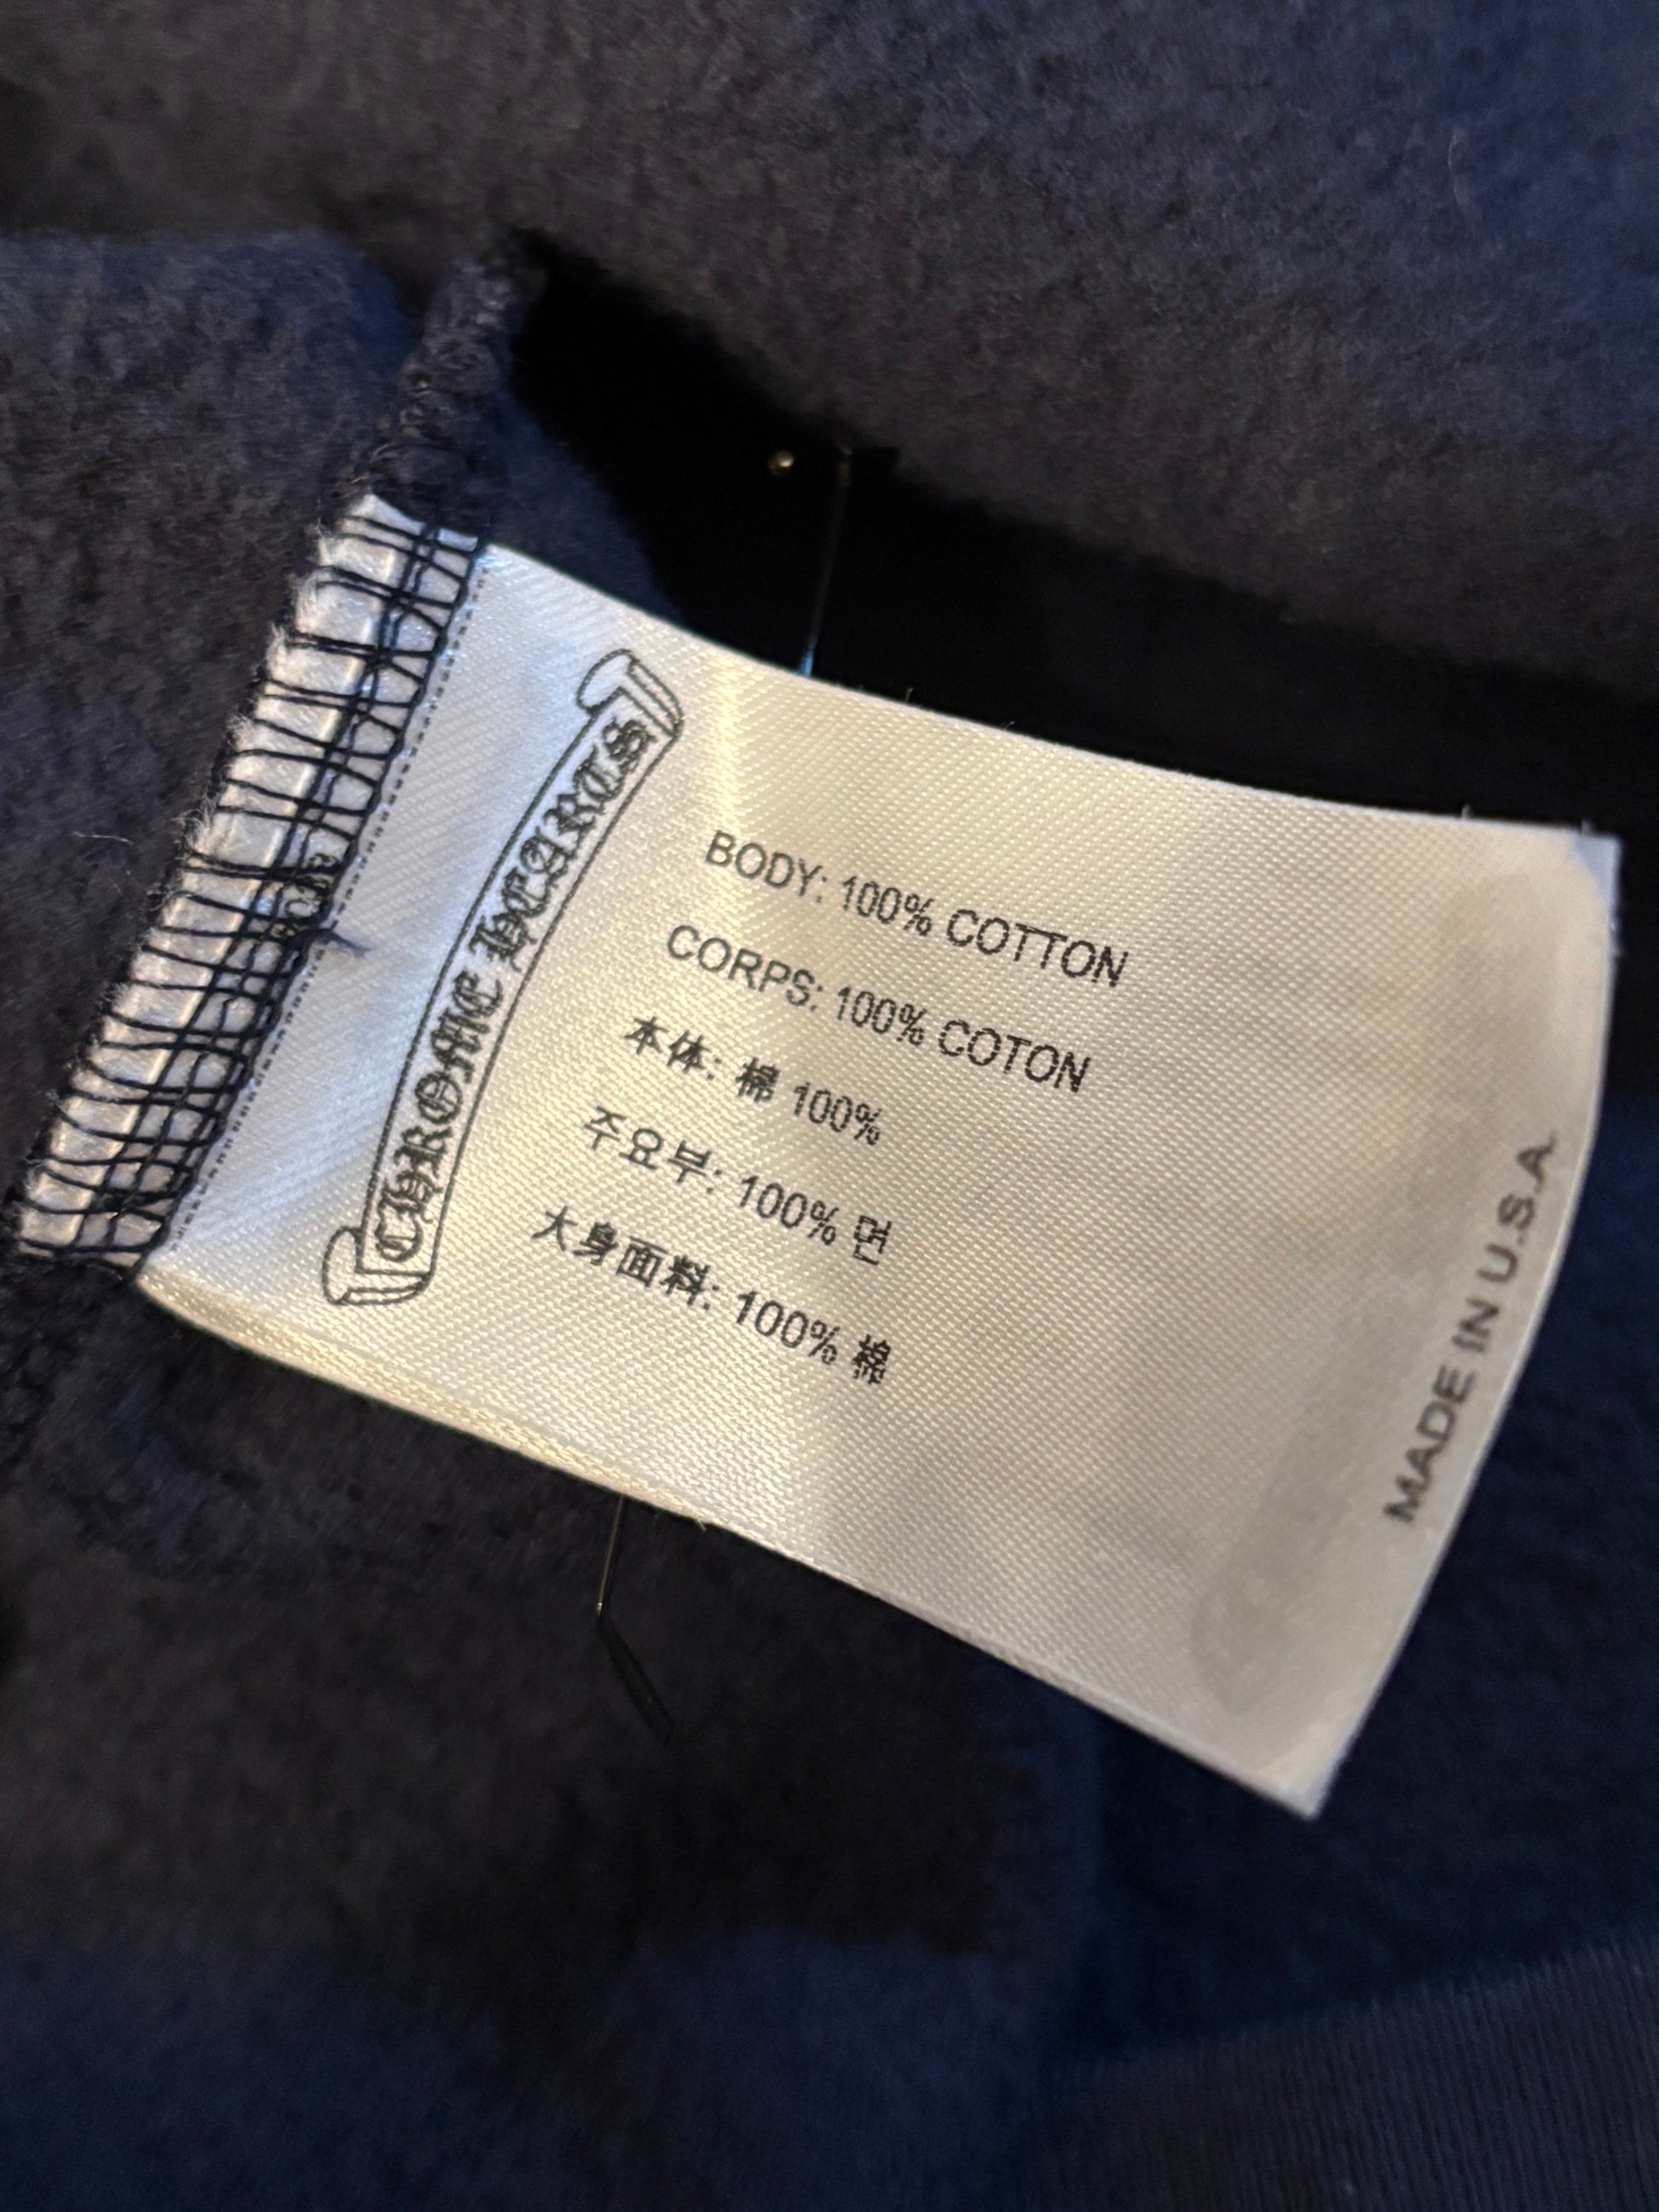 CHROME HEARTS
BODY: 100% COTTON
CORPS: 100% COTON
本体: 棉 100%
주요부: 100% 면
大身面料: 100% 棉
MADE IN U.S.A